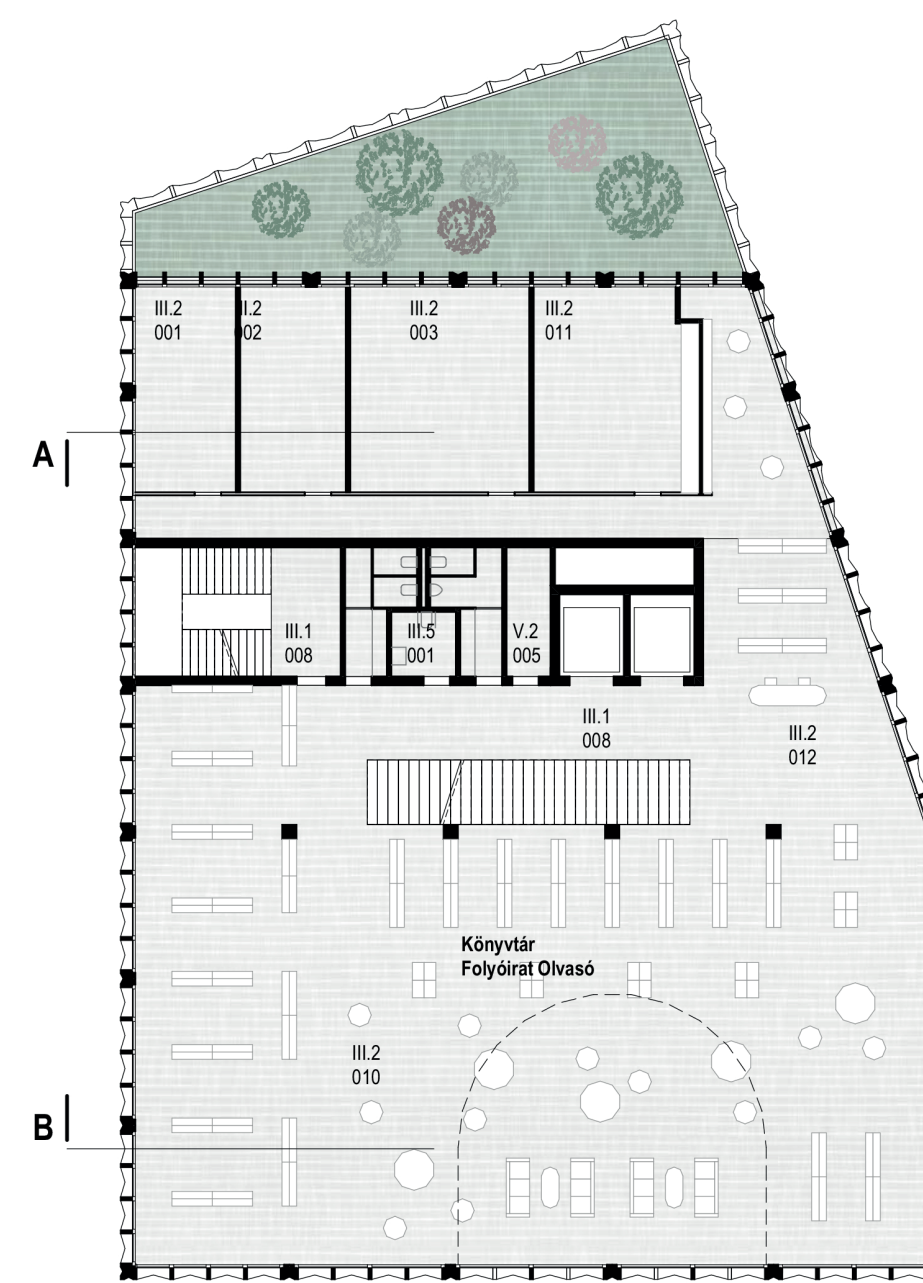 III.2
001
II.2
002
III.2
003
III.2
011
A
III.1
008
III.5
001
V.2
005
III.1
008
III.2
012
Könyvtár
Folyóirat Olvasó
III.2
010
B